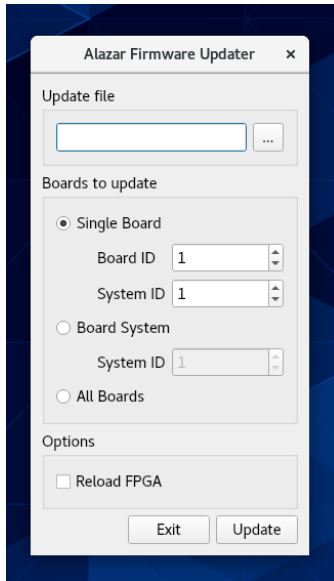 Alazar Firmware Updater ×
Update file
...
Boards to update
Single Board
Board ID 1
System ID 1
Board System
System ID 1
All Boards
Options
Reload FPGA
Exit Update